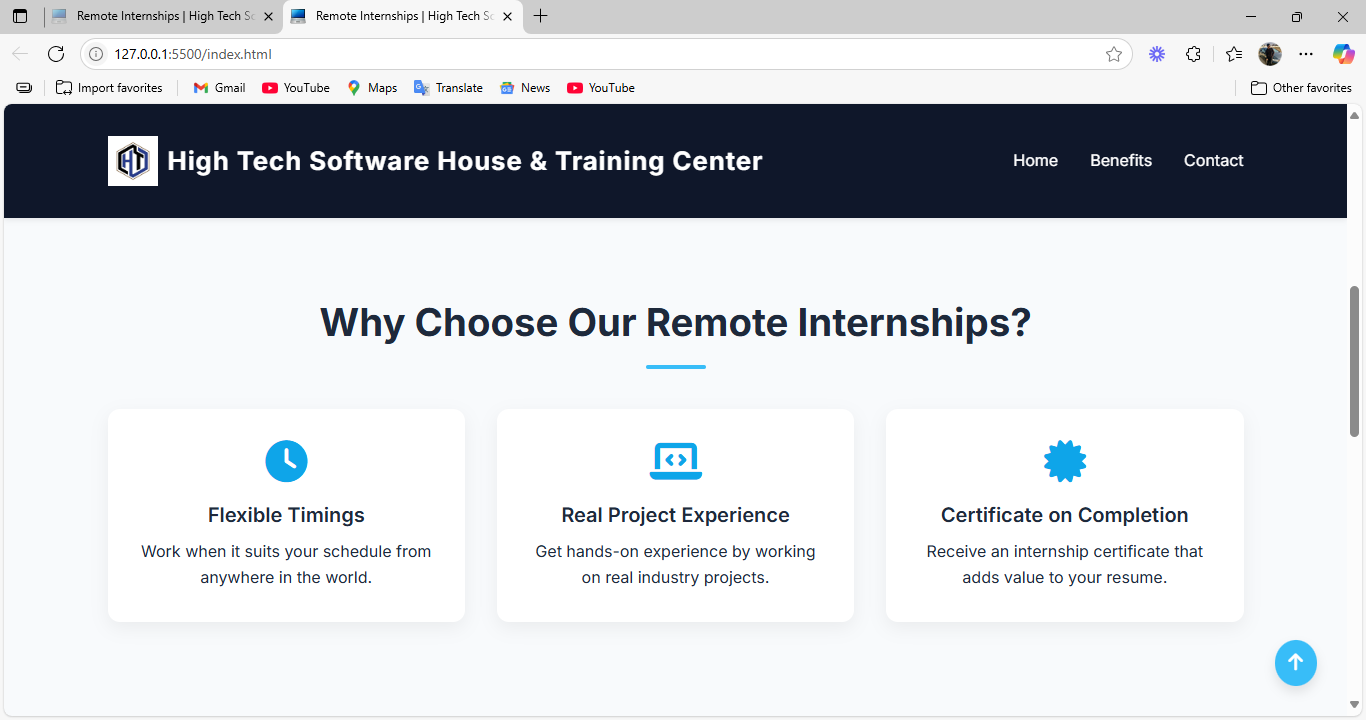 Remote Internships | High Tech So
Remote Internships | High Tech So
127.0.0.1:5500/index.html
Import favorites
Gmail
YouTube
Maps
Translate
News
YouTube
Other favorites
HT
High Tech Software House & Training Center
Home
Benefits
Contact
Why Choose Our Remote Internships?
Flexible Timings
Work when it suits your schedule from
anywhere in the world.
Real Project Experience
Get hands-on experience by working
on real industry projects.
Certificate on Completion
Receive an internship certificate that
adds value to your resume.